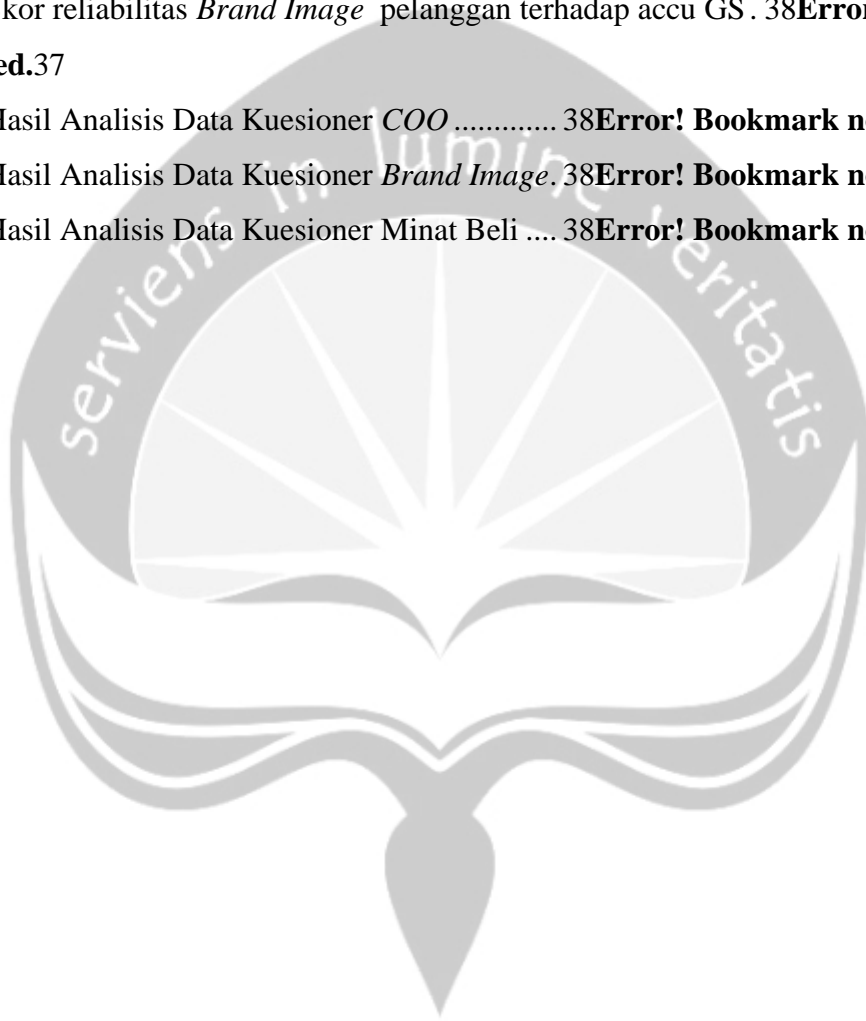 kor reliabilitas Brand Image pelanggan terhadap accu GS . 38Error
ed.37
Hasil Analisis Data Kuesioner COO ............. 38Error! Bookmark n
Hasil Analisis Data Kuesioner Brand Image. 38Error! Bookmark n
Hasil Analisis Data Kuesioner Minat Beli .... 38Error! Bookmark n
serviens in lumine veritatis